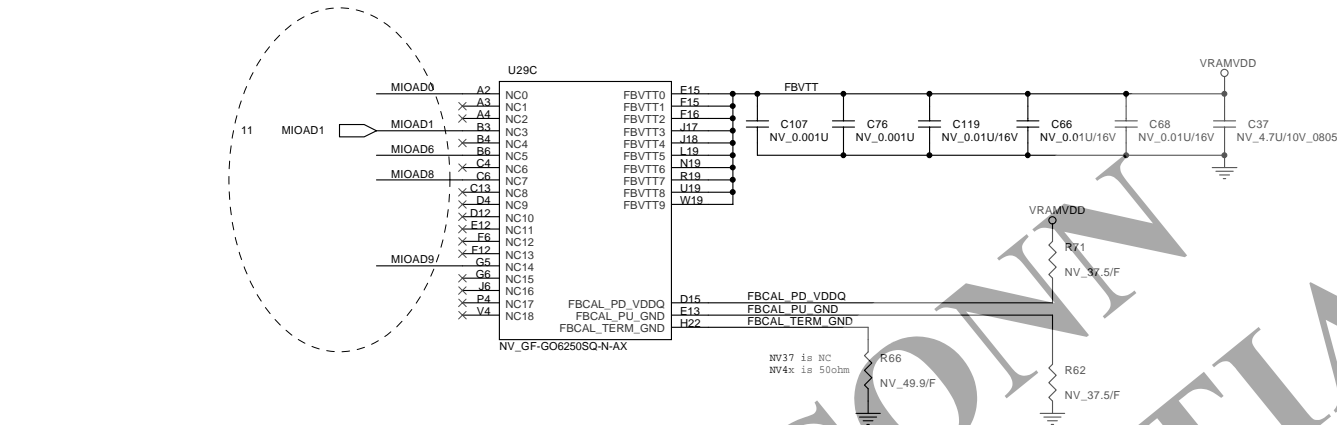 U29C
VRAMVDD
MIOAD0 A2 NC0 FBVTT0 E15 FBVTT
A3 NC1 FBVTT1 F15
A4 NC2 FBVTT2 F16
11 MIOAD1 MIOAD1 B3 NC3 FBVTT3 J17
B4 NC4 FBVTT4 J18
MIOAD6 B6 NC5 FBVTT5 L19
C4 NC6 FBVTT6 N19
MIOAD8 C6 NC7 FBVTT7 R19
C13 NC8 FBVTT8 U19
D4 NC9 FBVTT9 W19
D12 NC10
E12 NC11
F6 NC12
F12 NC13
MIOAD9 G5 NC14
G6 NC15
J6 NC16
P4 NC17
V4 NC18
C107 C76 C119 C66 C68 C37
NV_0.001U NV_0.001U NV_0.01U/16V NV_0.01U/16V NV_0.01U/16V NV_4.7U/10V_0805
VRAMVDD
R71
NV_37.5/F
FBCAL_PD_VDDQ D15 FBCAL_PD_VDDQ
FBCAL_PU_GND E13 FBCAL_PU_GND
FBCAL_TERM_GND H22 FBCAL_TERM_GND
NV_GF-GO6250SQ-N-AX
NV37 is NC
NV4x is 50ohm
R66
NV_49.9/F
R62
NV_37.5/F